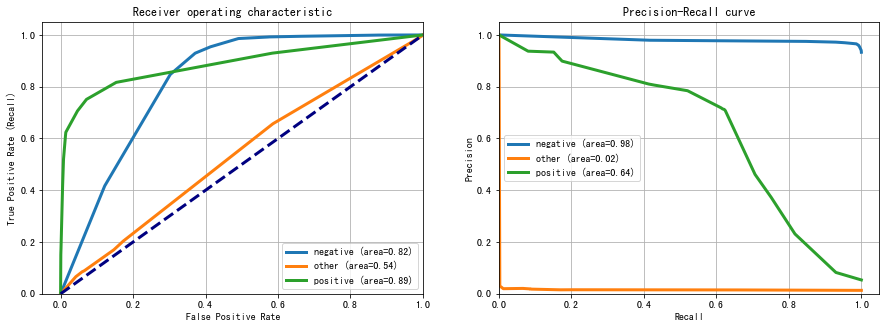 Receiver operating characteristic
True Positive Rate (Recall)
1.0
0.8
0.6
0.4
0.2
0.0
negative (area=0.82)
other (area=0.54)
positive (area=0.89)
0.0 0.2 0.4 0.6 0.8 1.0
False Positive Rate
Precision-Recall curve
Precision
1.0
0.8
0.6
0.4
0.2
0.0
negative (area=0.98)
other (area=0.02)
positive (area=0.64)
0.0 0.2 0.4 0.6 0.8 1.0
Recall